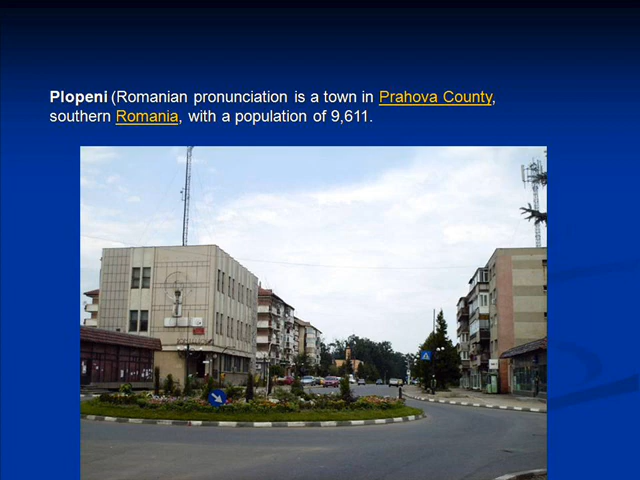 Plopeni (Romanian pronunciation is a town in Prahova County,
southern Romania, with a population of 9,611.